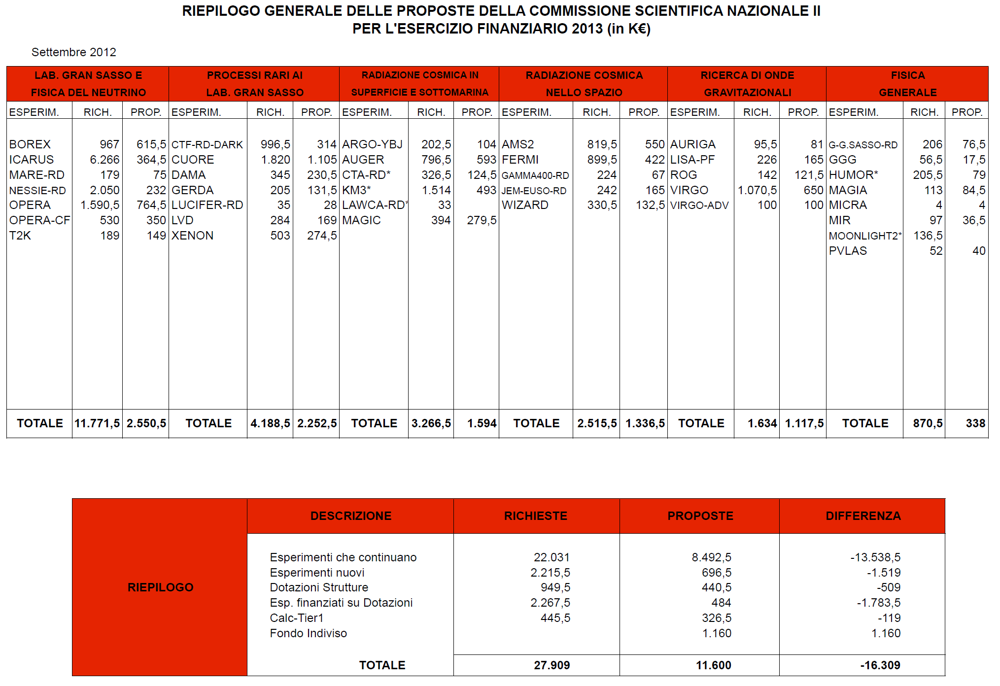 RIEPILOGO GENERALE DELLE PROPOSTE DELLA COMMISSIONE SCIENTIFICA NAZIONALE II
PER L'ESERCIZIO FINANZIARIO 2013 (in K€)
Settembre 2012
LAB. GRAN SASSO E PROCESSI RARI AI RADIAZIONE COSMICA IN RADIAZIONE COSMICA RICERCA DI ONDE FISICA
FISICA DEL NEUTRINO LAB. GRAN SASSO SUPERFICIE E SOTTOMARINA NELLO SPAZIO GRAVITAZIONALI GENERALE
ESPERIM. RICH. PROP. ESPERIM. RICH. PROP. ESPERIM. RICH. PROP. ESPERIM. RICH. PROP. ESPERIM. RICH. PROP. ESPERIM. RICH. PROP.
BOREX 967 615,5 CTF-RD-DARK 996,5 314 ARGO-YBJ 202,5 104 AMS2 819,5 550 AURIGA 95,5 81 G-G.SASSO-RD 206 76,5
ICARUS 6.266 364,5 CUORE 1.820 1.105 AUGER 796,5 593 FERMI 899,5 422 LISA-PF 226 165 GGG 56,5 17,5
MARE-RD 179 75 DAMA 345 230,5 CTA-RD* 326,5 124,5 GAMMA400-RD 224 67 ROG 142 121,5 HUMOR* 205,5 79
NESSIE-RD 2.050 232 GERDA 205 131,5 KM3* 1.514 493 JEM-EUSO-RD 242 165 VIRGO 1.070,5 650 MAGIA 113 84,5
OPERA 1.590,5 764,5 LUCIFER-RD 35 28 LAWCA-RD* 33 WIZARD 330,5 132,5 VIRGO-ADV 100 100 MICRA 4 4
OPERA-CF 530 350 LVD 284 169 MAGIC 394 279,5 MIR 97 36,5
T2K 189 149 XENON 503 274,5 MOONLIGHT2* 136,5
PVLAS 52 40
TOTALE 11.771,5 2.550,5 TOTALE 4.188,5 2.252,5 TOTALE 3.266,5 1.594 TOTALE 2.515,5 1.336,5 TOTALE 1.634 1.117,5 TOTALE 870,5 338
DESCRIZIONE RICHIESTE PROPOSTE DIFFERENZA
Esperimenti che continuano 22.031 8.492,5 -13.538,5
Esperimenti nuovi 2.215,5 696,5 -1.519
RIEPILOGO Dotazioni Strutture 949,5 440,5 -509
Esp. finanziati su Dotazioni 2.267,5 484 -1.783,5
Calc-Tier1 445,5 326,5 -119
Fondo Indiviso 1.160 1.160
TOTALE 27.909 11.600 -16.309